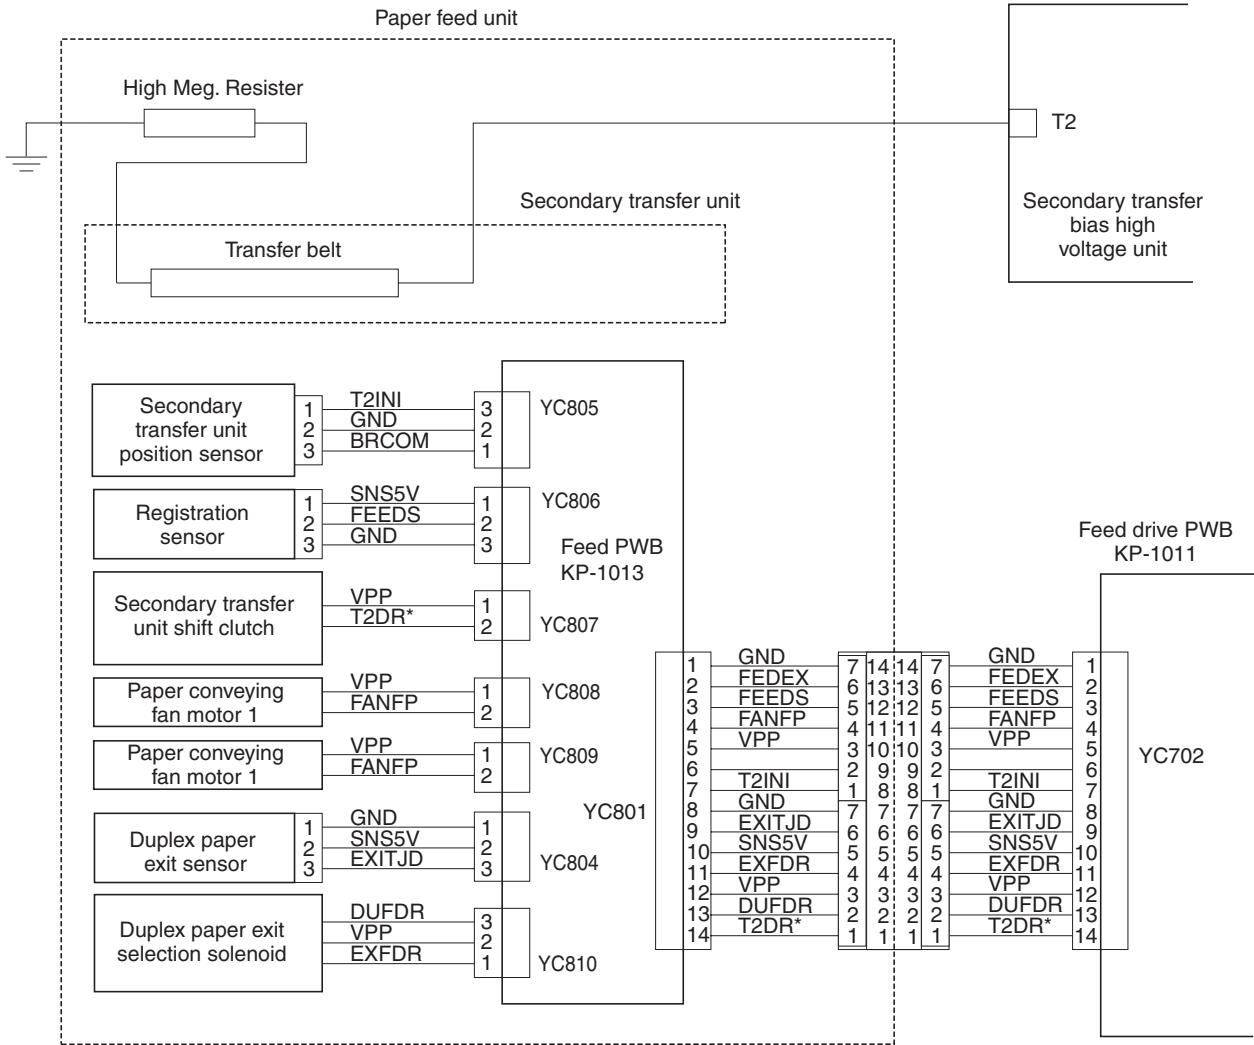 Paper feed unit
High Meg. Resister
T2
Secondary transfer
bias high
voltage unit
Secondary transfer unit
Transfer belt
Secondary
transfer unit
position sensor
1 T2INI 3
2 GND 2
3 BRCOM 1
YC805
Registration
sensor
1 SNS5V 1
2 FEEDS 2
3 GND 3
YC806
Feed PWB
KP-1013
Secondary transfer
unit shift clutch
VPP 1
T2DR* 2
YC807
Paper conveying
fan motor 1
VPP 1
FANFP 2
YC808
Paper conveying
fan motor 1
VPP 1
FANFP 2
YC809
Duplex paper
exit sensor
1 GND 1
2 SNS5V 2
3 EXITJD 3
YC804
Duplex paper exit
selection solenoid
DUFDR 3
VPP 2
EXFDR 1
YC810
YC801
Feed drive PWB
KP-1011
1 GND 7 14 14 7 GND 1
2 FEDEX 6 13 13 6 FEDEX 2
3 FEEDS 5 12 12 5 FEEDS 3
4 FANFP 4 11 11 4 FANFP 4
5 VPP 3 10 10 3 VPP 5
6 2 9 9 2 6
7 T2INI 1 8 8 1 T2INI 7
8 GND 7 7 7 7 GND 8
9 EXITJD 6 6 6 6 EXITJD 9
10 SNS5V 5 5 5 5 SNS5V 10
11 EXFDR 4 4 4 4 EXFDR 11
12 VPP 3 3 3 3 VPP 12
13 DUFDR 2 2 2 2 DUFDR 13
14 T2DR* 1 1 1 1 T2DR* 14
YC702